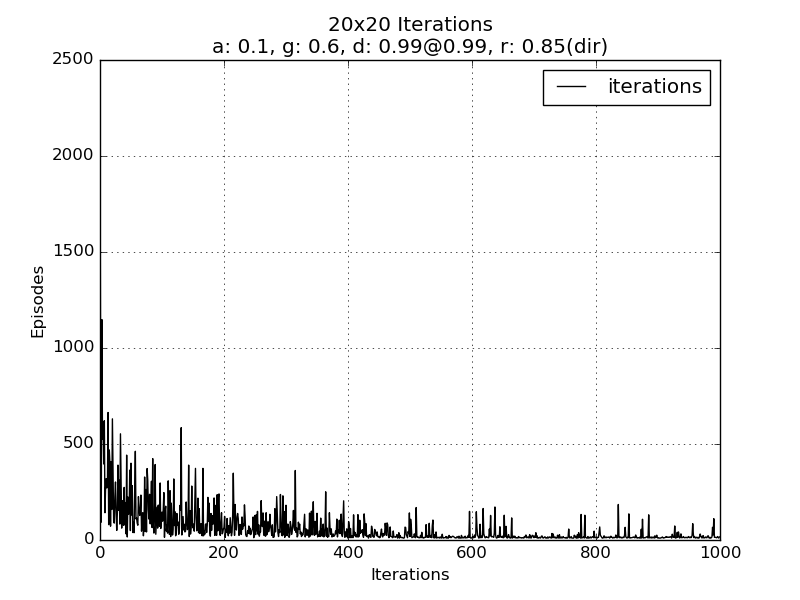 20x20 Iterations
a: 0.1, g: 0.6, d: 0.99@0.99, r: 0.85(dir)
2500
2000
1500
1000
500
0
Episodes
iterations
0 200 400 600 800 1000
Iterations